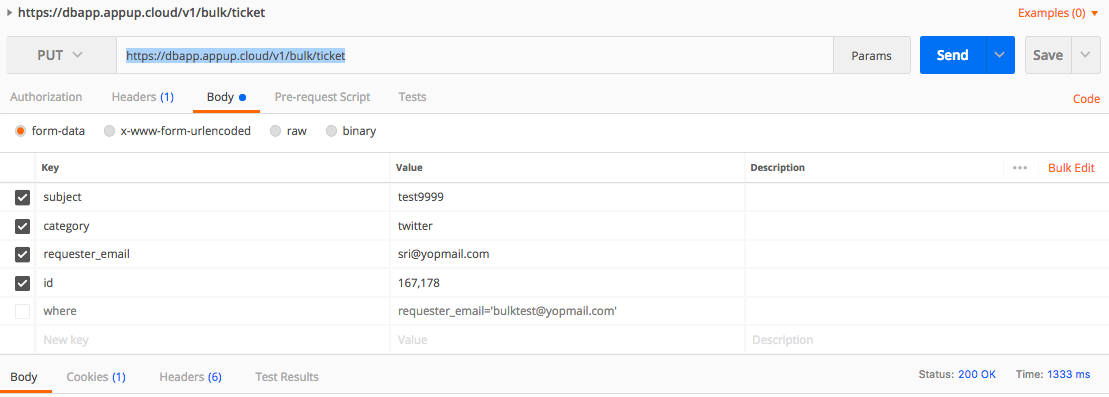 https://dbapp.appup.cloud/v1/bulk/ticket Examples (0)
PUT https://dbapp.appup.cloud/v1/bulk/ticket Params Send Save
Authorization Headers (1) Body Pre-request Script Tests Code
form-data x-www-form-urlencoded raw binary
Key Value Description Bulk Edit
subject test9999
category twitter
requester_email sri@yopmail.com
id 167,178
where requester_email='bulktest@yopmail.com'
New key Value Description
Body Cookies (1) Headers (6) Test Results Status: 200 OK Time: 1333 ms